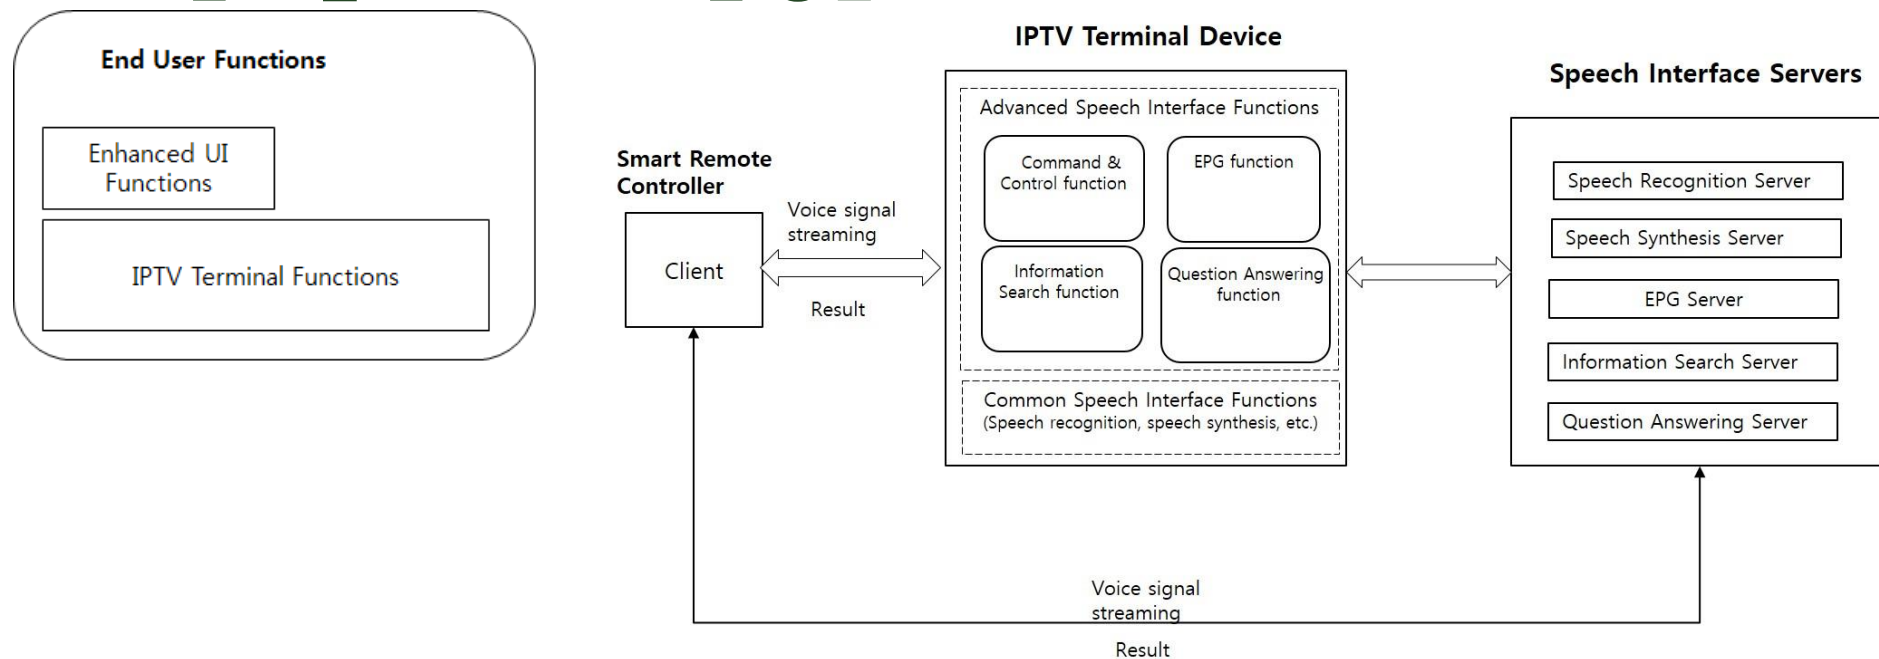 End User Functions
Enhanced UI
Functions
IPTV Terminal Functions
Smart Remote
Controller
Client
Voice signal
streaming
Result
IPTV Terminal Device
Advanced Speech Interface Functions
Command &
Control function
EPG function
Information
Search function
Question Answering
function
Common Speech Interface Functions
(Speech recognition, speech synthesis, etc.)
Speech Interface Servers
Speech Recognition Server
Speech Synthesis Server
EPG Server
Information Search Server
Question Answering Server
Voice signal
streaming
Result